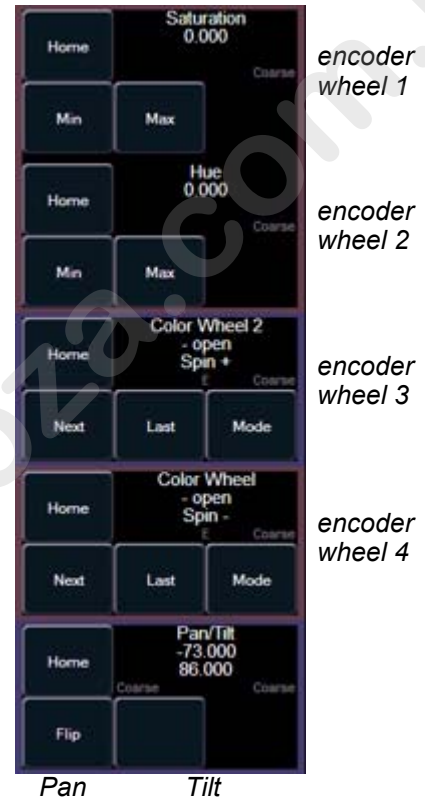 Saturation
0.000
Home
Coarse
encoder
wheel 1
Min Max
Hue
0.000
Home
Coarse
encoder
wheel 2
Min Max
Color Wheel 2
- open
Spin +
Home
E Coarse
encoder
wheel 3
Next Last Mode
Color Wheel
- open
Spin -
Home
E Coarse
encoder
wheel 4
Next Last Mode
Pan/Tilt
-73.000
86.000
Home
Coarse Coarse
Flip
Pan Tilt